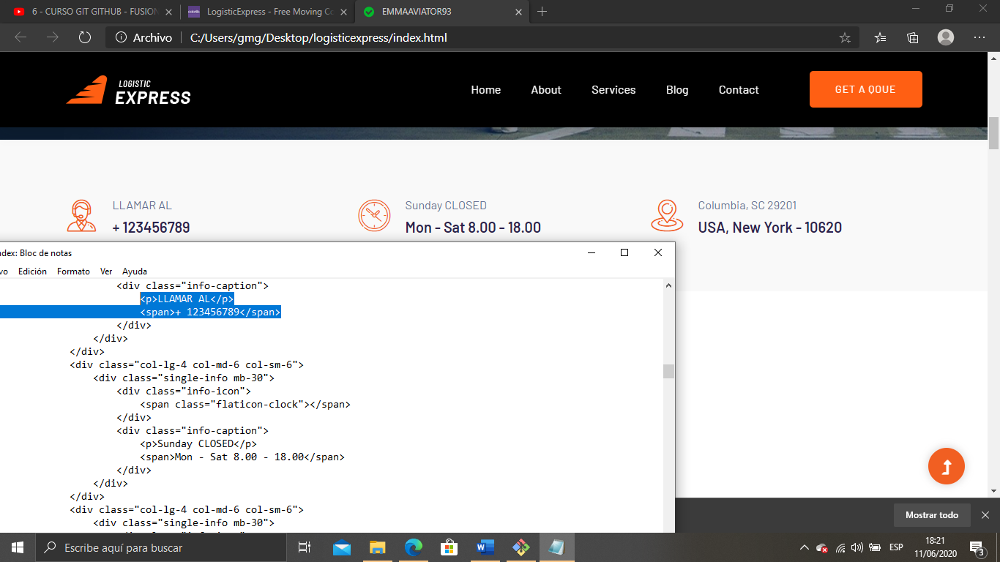 6 - CURSO GIT GITHUB - FUSION
LogisticExpress - Free Moving Co
EMMAAVIATOR93
Archivo
C:/Users/gmg/Desktop/logisticexpress/index.html
LOGISTIC
EXPRESS
Home
About
Services
Blog
Contact
GET A QOUE
LLAMAR AL
+ 123456789
Sunday CLOSED
Mon - Sat 8.00 - 18.00
Columbia, SC 29201
USA, New York - 10620
ndex: Bloc de notas
vo Edición Formato Ver Ayuda
<div class="info-caption">
<p>LLAMAR AL</p>
<span>+ 123456789</span>
</div>
</div>
</div>
<div class="col-lg-4 col-md-6 col-sm-6">
<div class="single-info mb-30">
<div class="info-icon">
<span class="flaticon-clock"></span>
</div>
<div class="info-caption">
<p>Sunday CLOSED</p>
<span>Mon - Sat 8.00 - 18.00</span>
</div>
</div>
</div>
<div class="col-lg-4 col-md-6 col-sm-6">
<div class="single-info mb-30">
Mostrar todo
Escribe aquí para buscar
ESP
18:21
11/06/2020
3